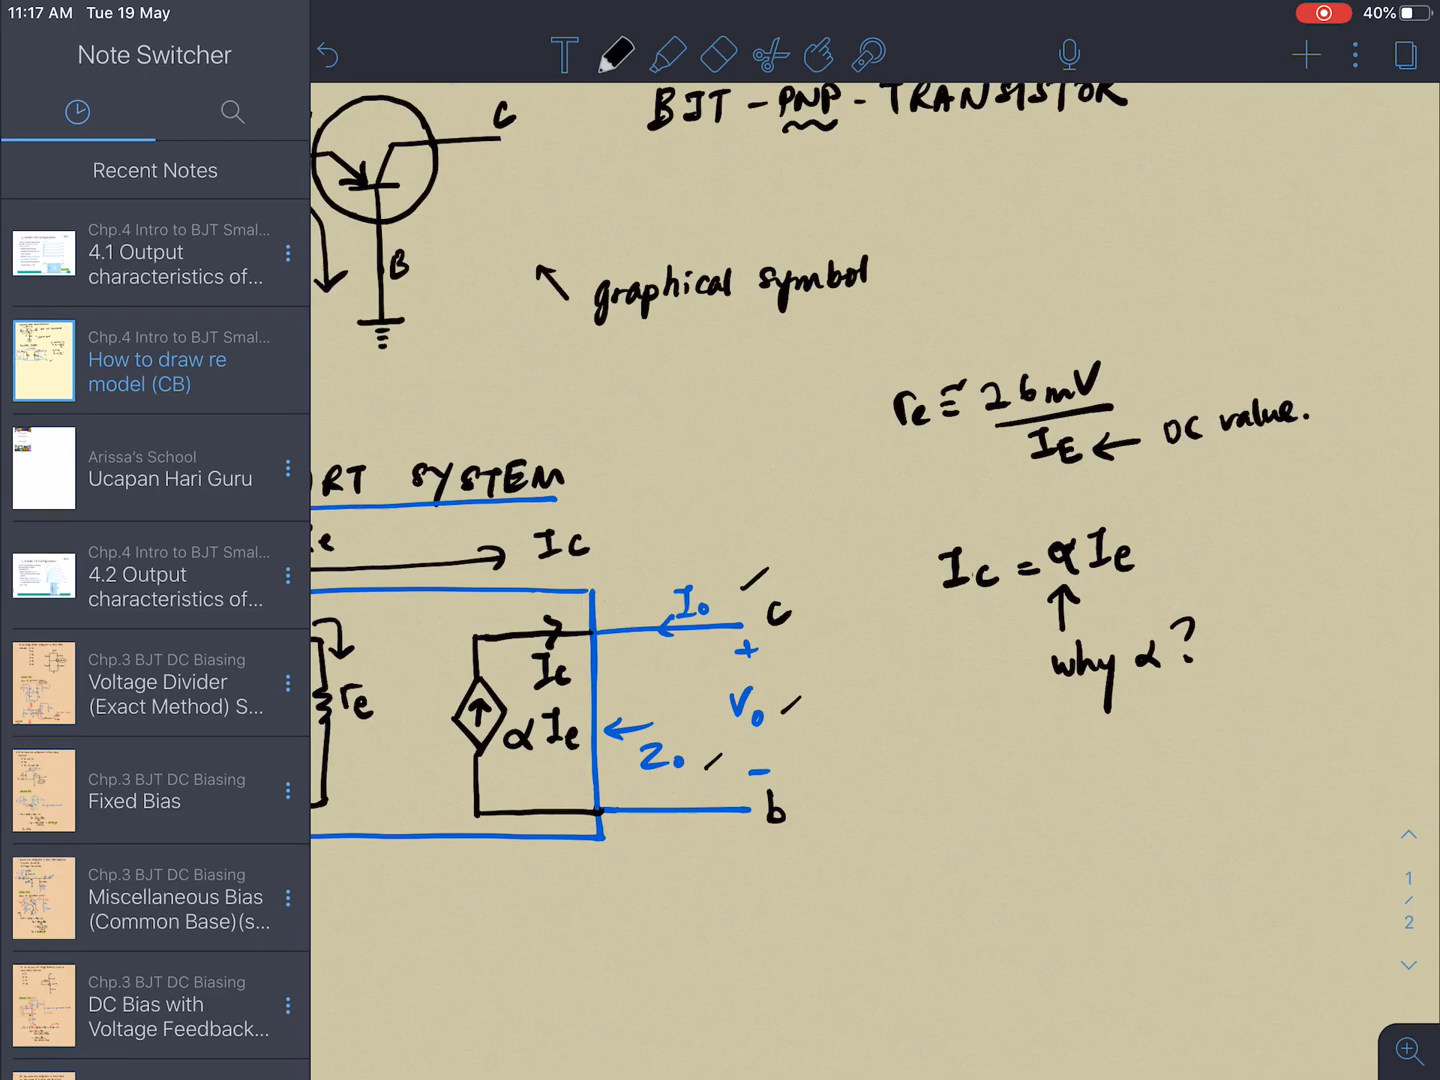 11:17 AM Tue 19 May
40%
Note Switcher
Recent Notes
Chp.4 Intro to BJT Smal...
4.1 Output
characteristics of...
Chp.4 Intro to BJT Smal...
How to draw re
model (CB)
Arissa's School
Ucapan Hari Guru
Chp.4 Intro to BJT Smal...
4.2 Output
characteristics of...
Chp.3 BJT DC Biasing
Voltage Divider
(Exact Method) S...
Chp.3 BJT DC Biasing
Fixed Bias
Chp.3 BJT DC Biasing
Miscellaneous Bias
(Common Base)(s...
Chp.3 BJT DC Biasing
DC Bias with
Voltage Feedback...
T
BJT - PNP - TRANSISTOR
C
B
graphical symbol
re ≅ 26mV
IE ← DC value.
RT SYSTEM
Ic
Ic = αIe
why α?
Io
c
+
Ic
re
αIe
Vo
Zo
-
b
1
/
2